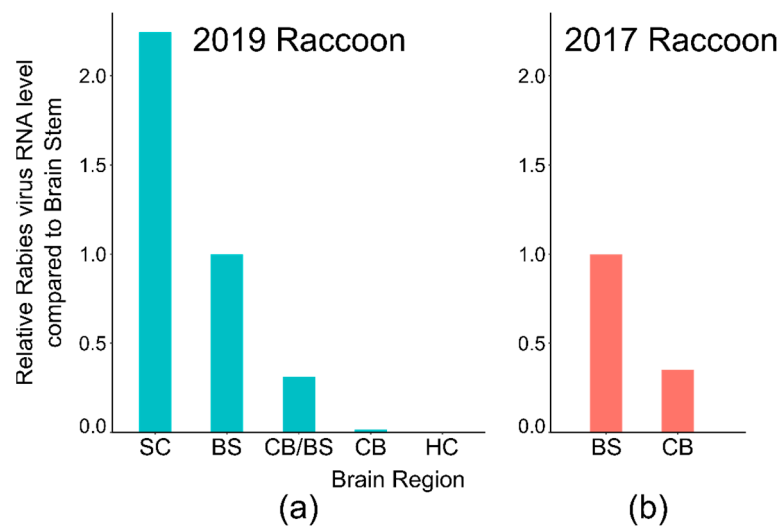 2019 Raccoon
2017 Raccoon
Relative Rabies virus RNA level
compared to Brain Stem
2.0
1.5
1.0
0.5
0.0
SC BS CB/BS CB HC
2.0
1.5
1.0
0.5
0.0
BS CB
Brain Region
(a)
(b)